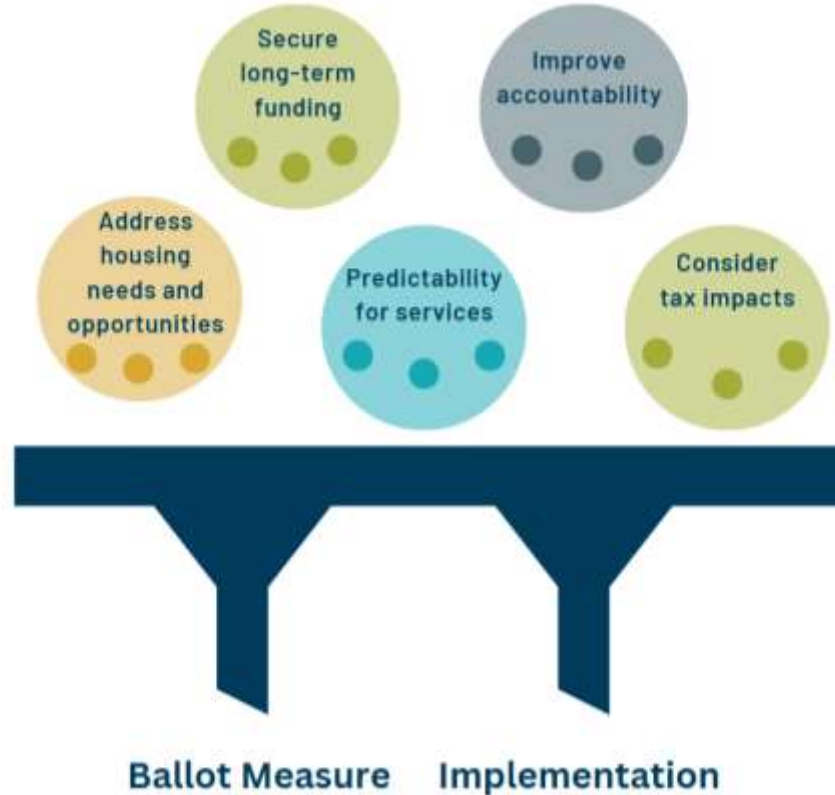 Secure
long-term
funding
Improve
accountability
Address
housing
needs and
opportunities
Predictability
for services
Consider
tax impacts
Ballot Measure
Implementation